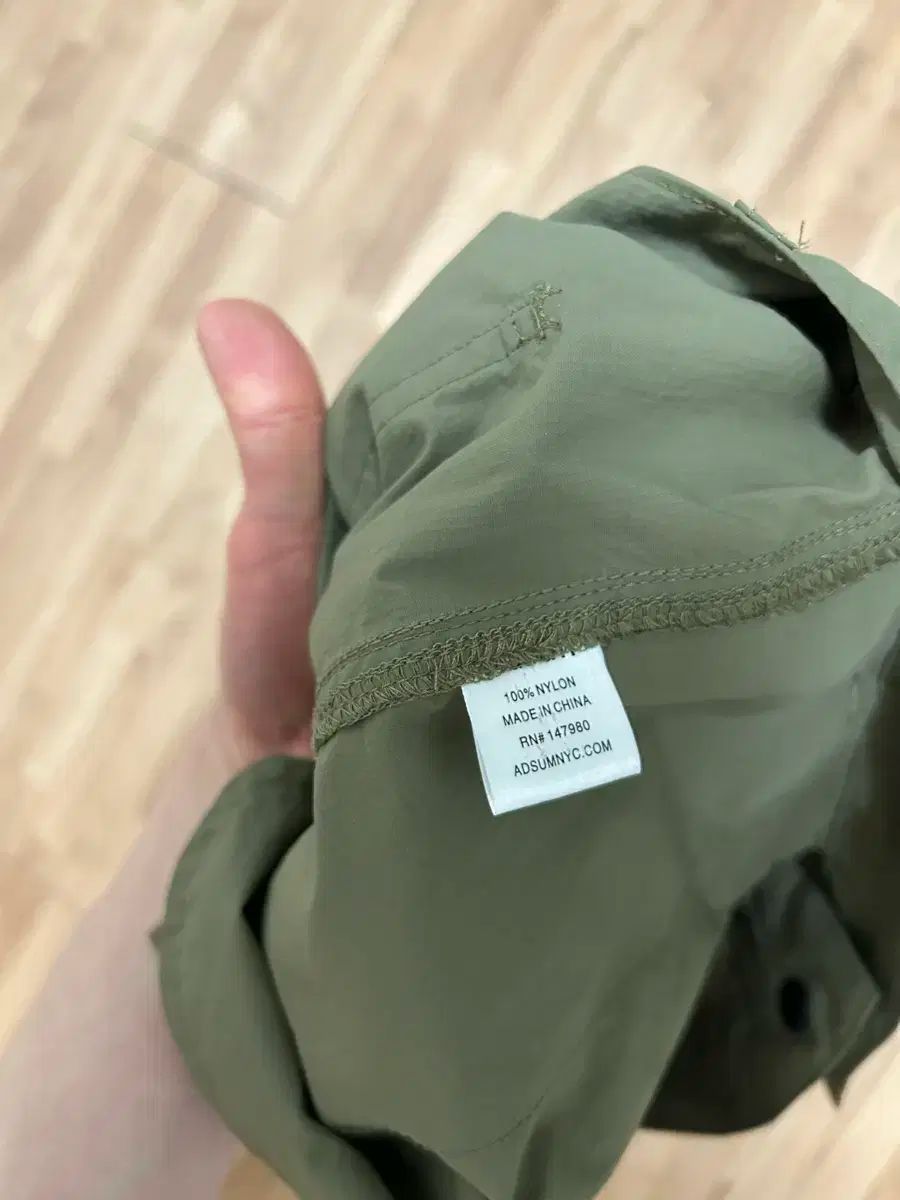 100% NYLON
MADE IN CHINA
RN# 147980
ADSUMNYC.COM